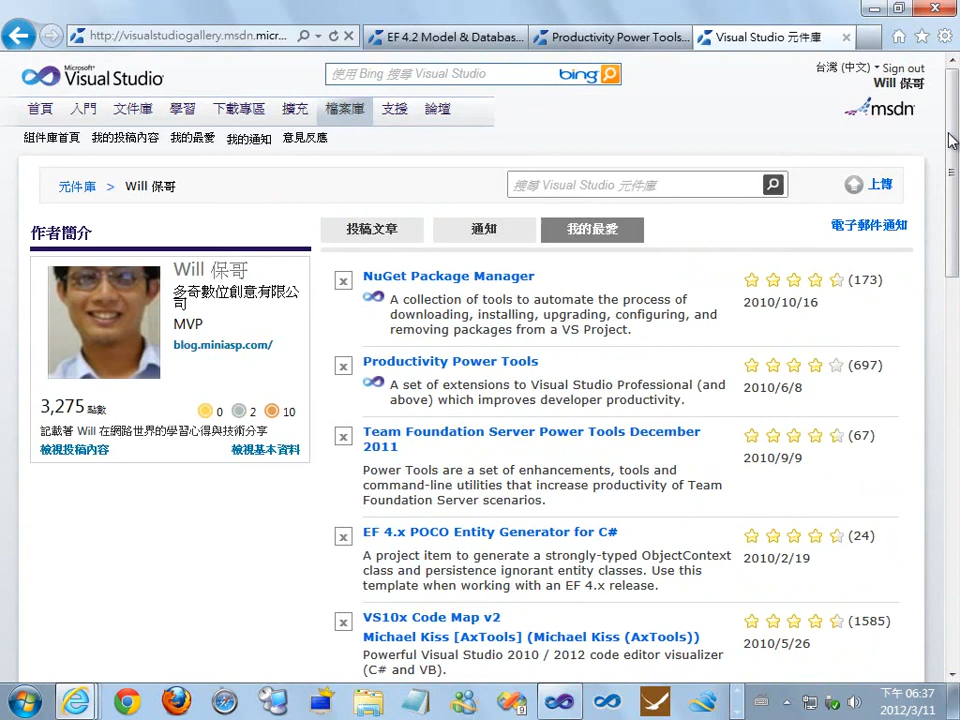 http://visualstudiogallery.msdn.micr...
EF 4.2 Model & Databas...
Productivity Power Tools...
Visual Studio 元件庫
Microsoft
Visual Studio
使用 Bing 搜尋 Visual Studio
bing
台灣 (中文)
Sign out
Will 保哥
msdn
首頁
入門
文件庫
學習
下載專區
擴充
檔案庫
支援
論壇
組件庫首頁
我的投稿內容
我的最愛
我的通知
意見反應
元件庫 > Will 保哥
搜尋 Visual Studio 元件庫
上傳
作者簡介
投稿文章
通知
我的最愛
電子郵件通知
Will 保哥
多奇數位創意有限公
司
MVP
blog.miniasp.com/
3,275 點數
0
2
10
記載著 Will 在網路世界的學習心得與技術分享
檢視投稿內容
檢視基本資料
x
NuGet Package Manager
(173)
A collection of tools to automate the process of
2010/10/16
downloading, installing, upgrading, configuring, and
removing packages from a VS Project.
x
Productivity Power Tools
(697)
A set of extensions to Visual Studio Professional (and
2010/6/8
above) which improves developer productivity.
x
Team Foundation Server Power Tools December
(67)
2011
2010/9/9
Power Tools are a set of enhancements, tools and
command-line utilities that increase productivity of Team
Foundation Server scenarios.
x
EF 4.x POCO Entity Generator for C#
(24)
A project item to generate a strongly-typed ObjectContext
2010/2/19
class and persistence ignorant entity classes. Use this
template when working with an EF 4.x release.
x
VS10x Code Map v2
(1585)
Michael Kiss [AxTools] (Michael Kiss (AxTools))
2010/5/26
Powerful Visual Studio 2010 / 2012 code editor visualizer
(C# and VB).
9
下午 06:37
2012/3/11